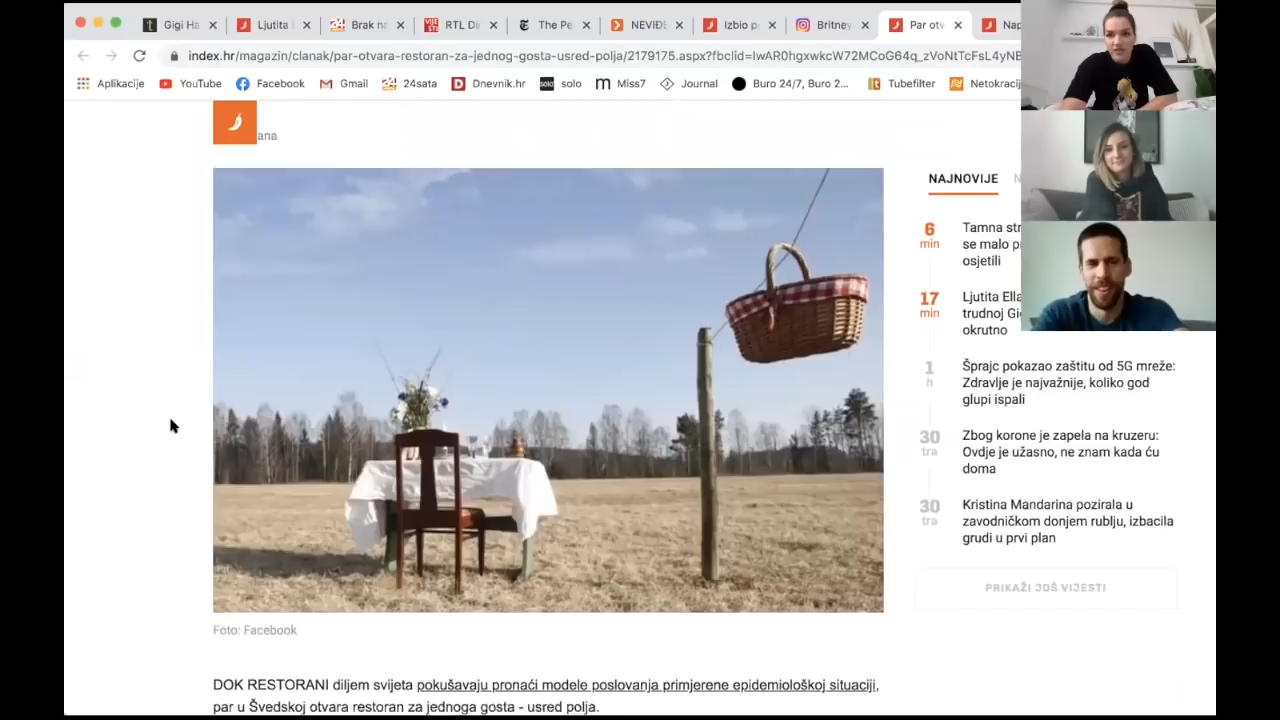 Gigi Ha
Ljutita
Brak na
RTL Di
The Pe
NEVIĐE
Izbio p
Britney
Par otv
Nap
index.hr/magazin/clanak/par-otvara-restoran-za-jednog-gosta-usred-polja/2179175.aspx?fbclid=
Aplikacije
YouTube
Facebook
Gmail
24sata
Dnevnik.hr
solo
Miss7
Journal
Buro 24/7, Buro 2...
Tubefilter
Netokracij
ana
NAJNOVIJE
6
min
Tamna str
se malo p
osjetili
17
min
Ljutita Ella
trudnoj Gi
okrutno
1
h
Šprajc pokazao zaštitu od 5G mreže:
Zdravlje je najvažnije, koliko god
glupi ispali
30
tra
Zbog korone je zapela na kruzeru:
Ovdje je užasno, ne znam kada ću
doma
30
tra
Kristina Mandarina pozirala u
zavodničkom donjem rublju, izbacila
grudi u prvi plan
PRIKAŽI JOŠ VIJESTI
Foto: Facebook
DOK RESTORANI diljem svijeta pokušavaju pronaći modele poslovanja primjerene epidemiološkoj situaciji,
par u Švedskoj otvara restoran za jednoga gosta - usred polja.